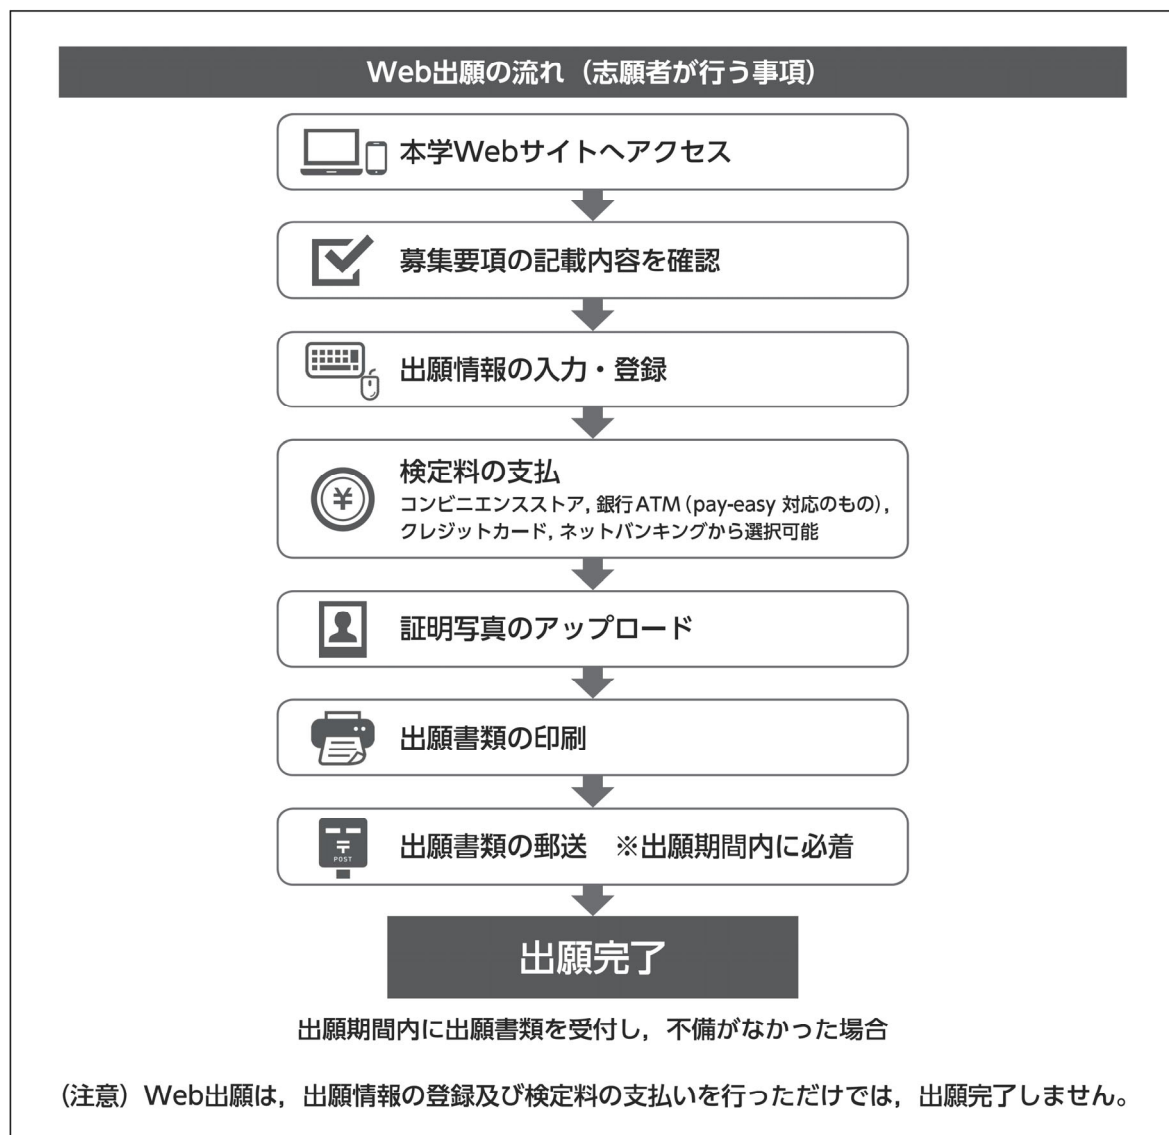 Web出願の流れ（志願者が行う事項）
本学Webサイトへアクセス
募集要項の記載内容を確認
出願情報の入力・登録
¥
検定料の支払
コンビニエンスストア, 銀行ATM（pay-easy 対応のもの）,
クレジットカード, ネットバンキングから選択可能
証明写真のアップロード
出願書類の印刷
〒
POST
出願書類の郵送　※出願期間内に必着
出願完了
出願期間内に出願書類を受付し，不備がなかった場合
（注意）Web出願は，出願情報の登録及び検定料の支払いを行っただけでは，出願完了しません。